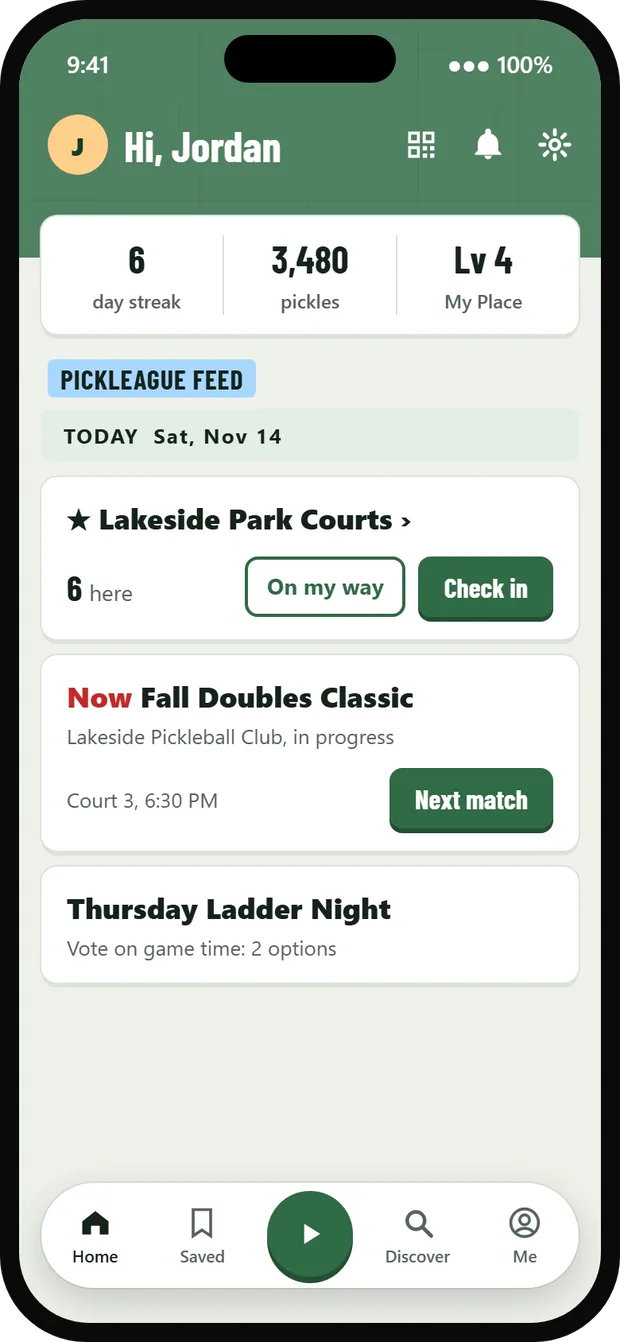 9:41
100%
J
Hi, Jordan
6
day streak
3,480
pickles
Lv 4
My Place
PICKLEAGUE FEED
TODAY Sat, Nov 14
★ Lakeside Park Courts ›
6 here
On my way
Check in
Now Fall Doubles Classic
Lakeside Pickleball Club, in progress
Court 3, 6:30 PM
Next match
Thursday Ladder Night
Vote on game time: 2 options
Home
Saved
Discover
Me